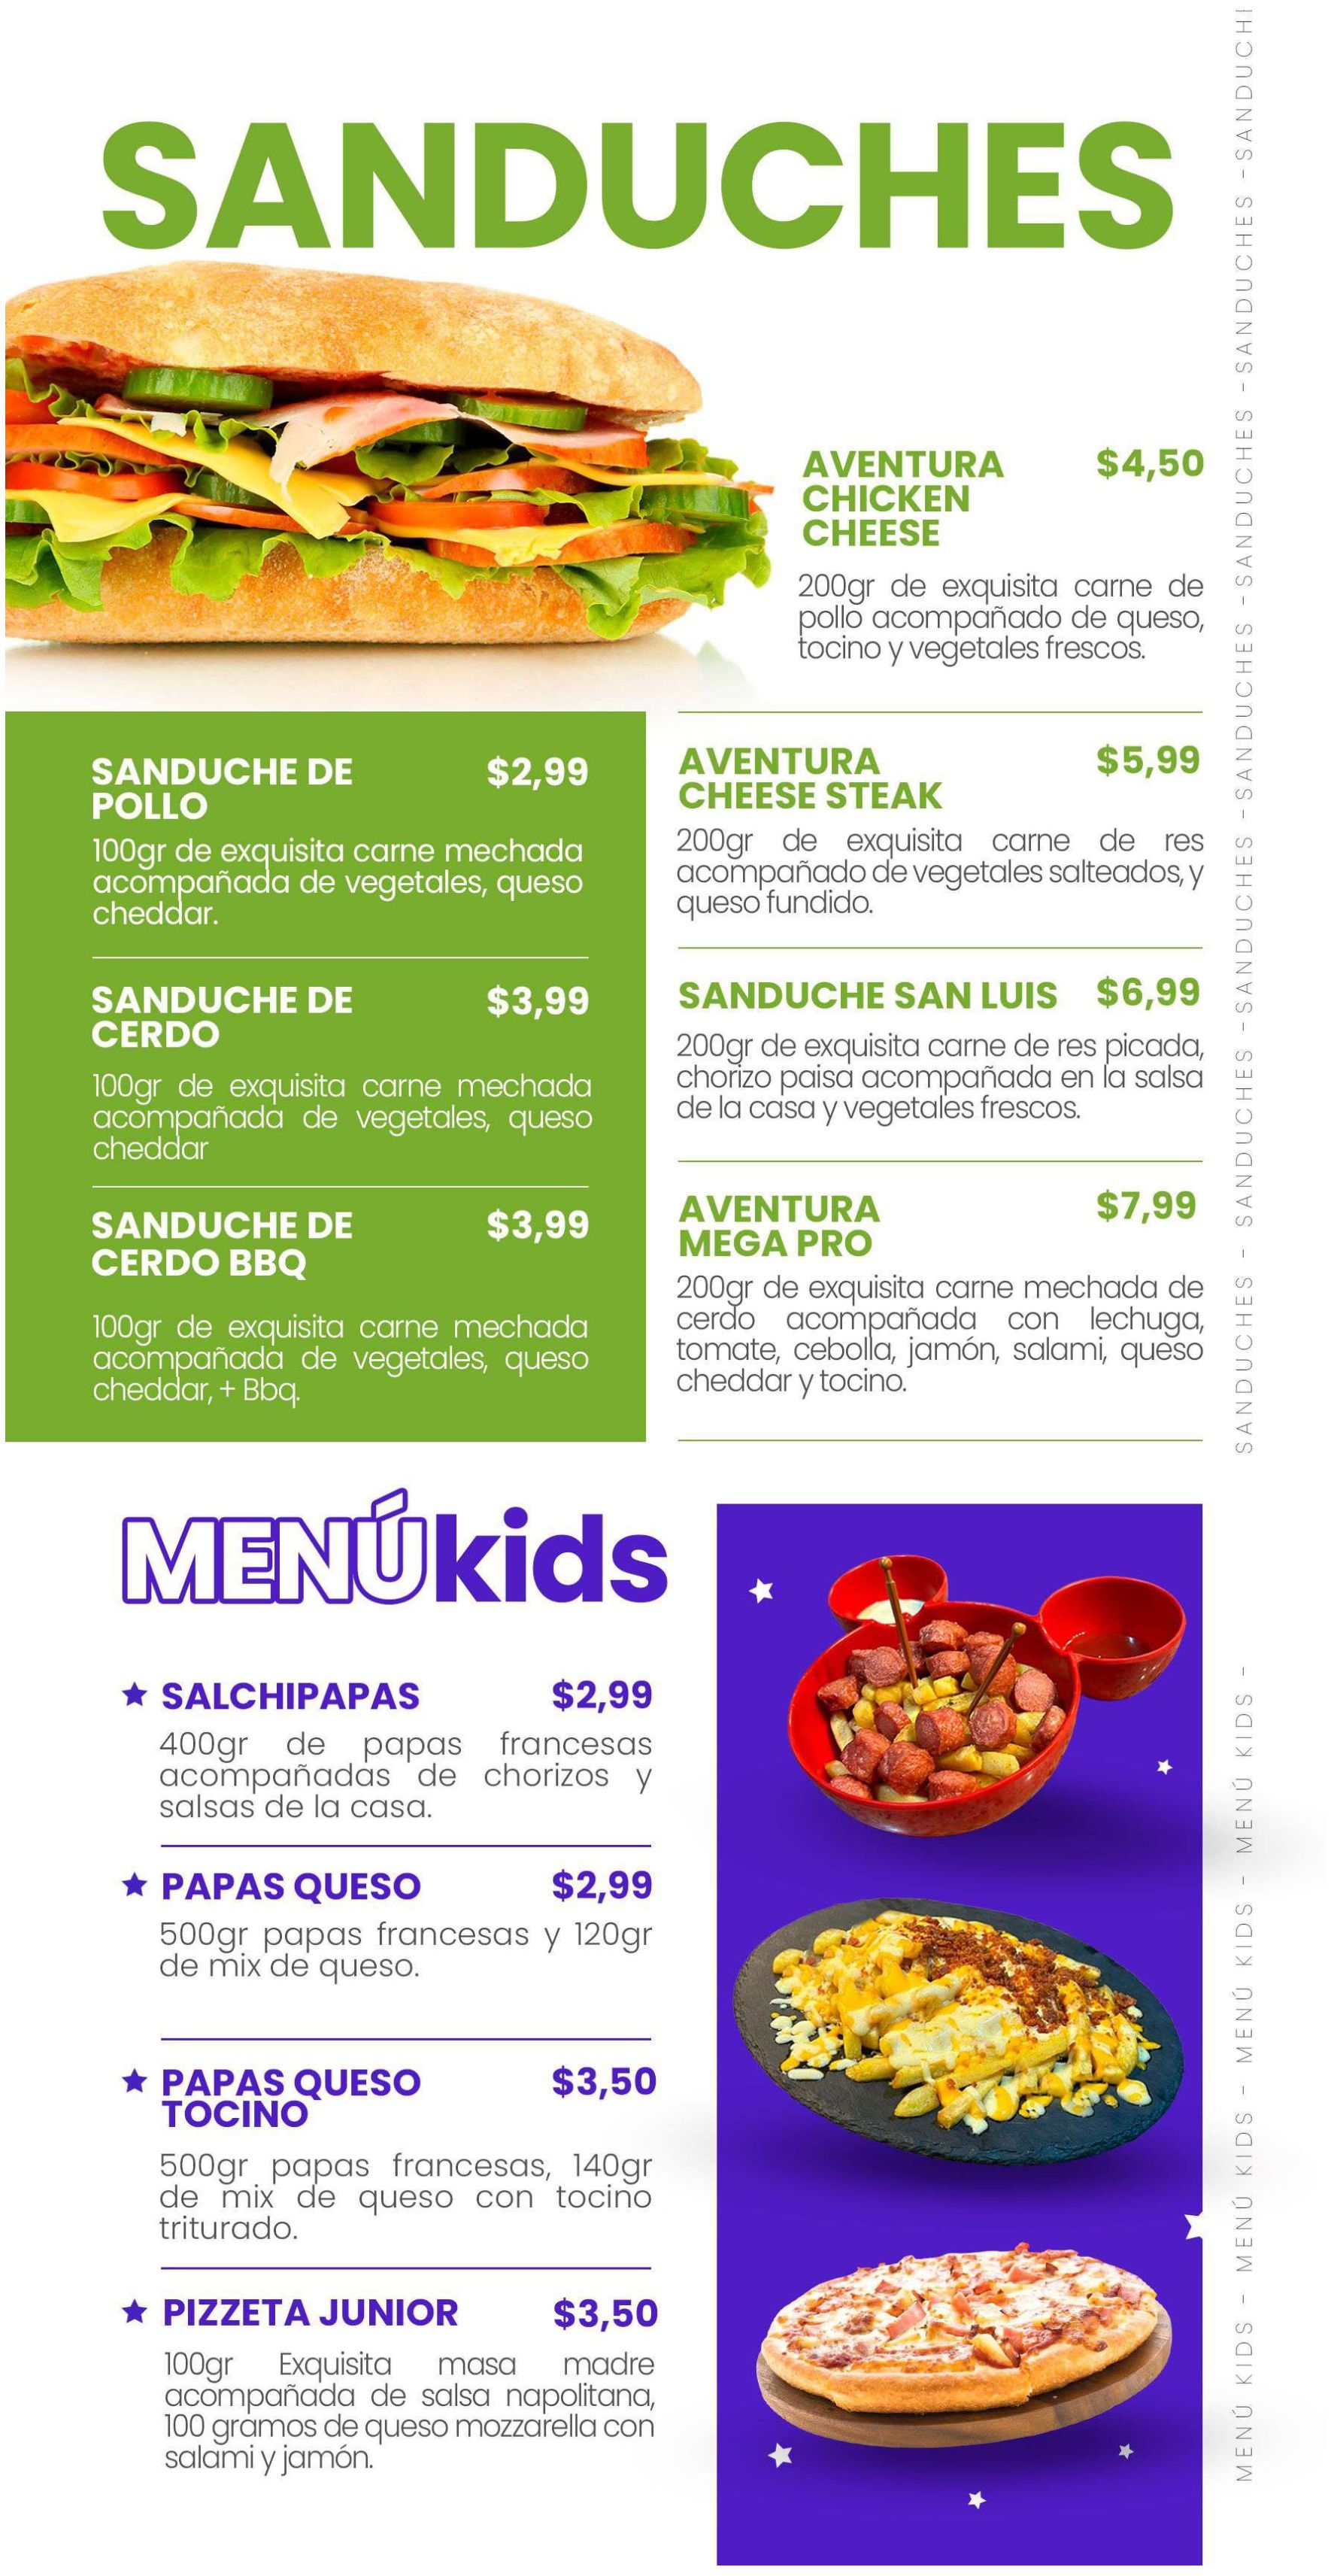 SANDUCHES
AVENTURA
CHICKEN
CHEESE
$4,50
200gr de exquisita carne de
pollo acompañado de queso,
tocino y vegetales frescos.
SANDUCHE DE
POLLO
$2,99
100gr de exquisita carne mechada
acompañada de vegetales, queso
cheddar.
SANDUCHE DE
CERDO
$3,99
100gr de exquisita carne mechada
acompañada de vegetales, queso
cheddar
SANDUCHE DE
CERDO BBQ
$3,99
100gr de exquisita carne mechada
acompañada de vegetales, queso
cheddar, + Bbq.
AVENTURA
CHEESE STEAK
$5,99
200gr de exquisita carne de res
acompañado de vegetales salteados, y
queso fundido.
SANDUCHE SAN LUIS $6,99
200gr de exquisita carne de res picada,
chorizo paisa acompañada en la salsa
de la casa y vegetales frescos.
AVENTURA
MEGA PRO
$7,99
200gr de exquisita carne mechada de
cerdo acompañada con lechuga,
tomate, cebolla, jamón, salami, queso
cheddar y tocino.
SANDUCHES - SANDUCHES -SANDUCHES - SANDUCHES -SANDUCHES -SANDUCHES -SANDUCH
MENÚkids
SALCHIPAPAS $2,99
400gr de papas francesas
acompañadas de chorizos y
salsas de la casa.
PAPAS QUESO $2,99
500gr papas francesas y 120gr
de mix de queso.
PAPAS QUESO
TOCINO
$3,50
500gr papas francesas, 140gr
de mix de queso con tocino
triturado.
PIZZETA JUNIOR $3,50
100gr Exquisita masa madre
acompañada de salsa napolitana,
100 gramos de queso mozzarella con
salami y jamón.
MENÚ KIDS - MENÚ KIDS - MENÚ KIDS - MENÚ KIDS -